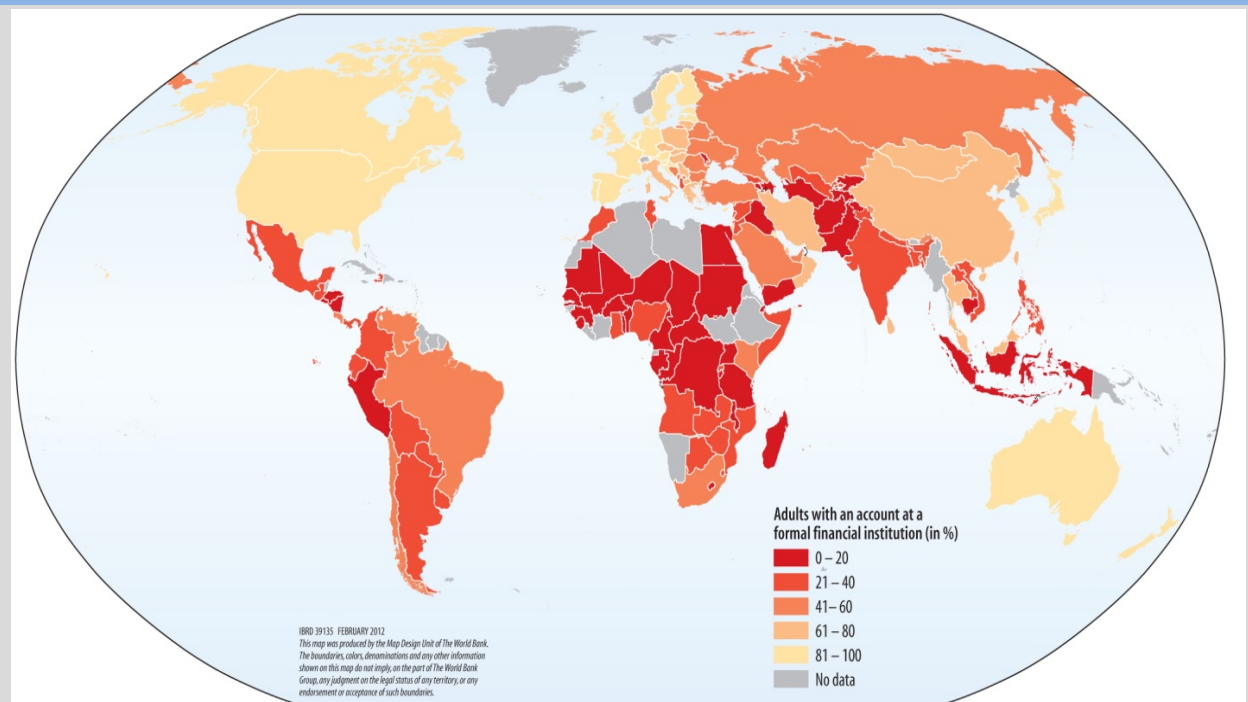 Adults with an account at a
formal financial institution (in %)
0 – 20
21 – 40
41– 60
61 – 80
81 – 100
No data
IBRD 39135 FEBRUARY 2012
This map was produced by the Map Design Unit of The World Bank.
The boundaries, colors, denominations and any other information
shown on this map do not imply, on the part of The World Bank
Group, any judgment on the legal status of any territory, or any
endorsement or acceptance of such boundaries.